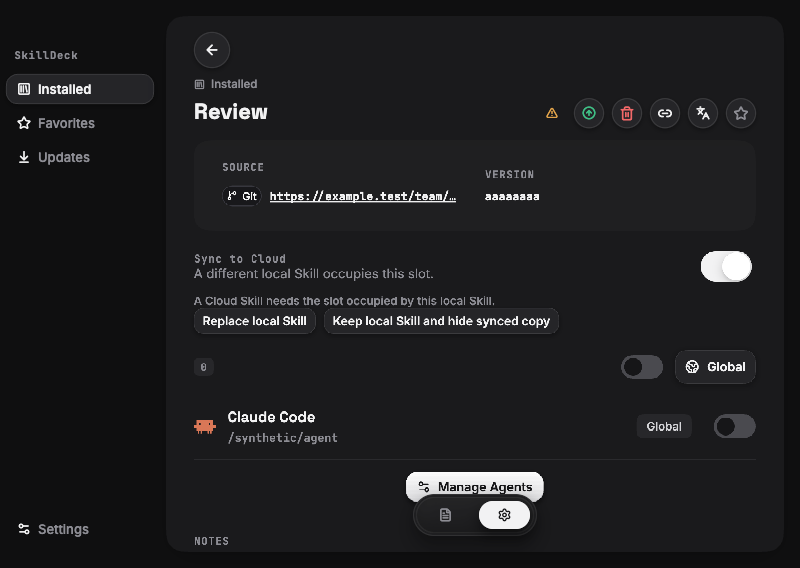 SkillDeck
Installed
Favorites
Updates
Settings
Installed
Review
SOURCE
Git https://example.test/team/…
VERSION
aaaaaaaa
Sync to Cloud
A different local Skill occupies this slot.
A Cloud Skill needs the slot occupied by this local Skill.
Replace local Skill
Keep local Skill and hide synced copy
0
Global
Claude Code
/synthetic/agent
Global
Manage Agents
NOTES